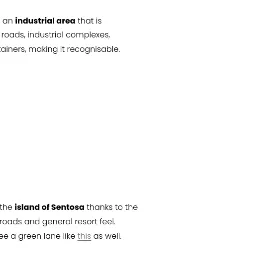 an industrial area that is
roads, industrial complexes,
tainers, making it recognisable.
the island of Sentosa thanks to the
roads and general resort feel.
ee a green lane like this as well.